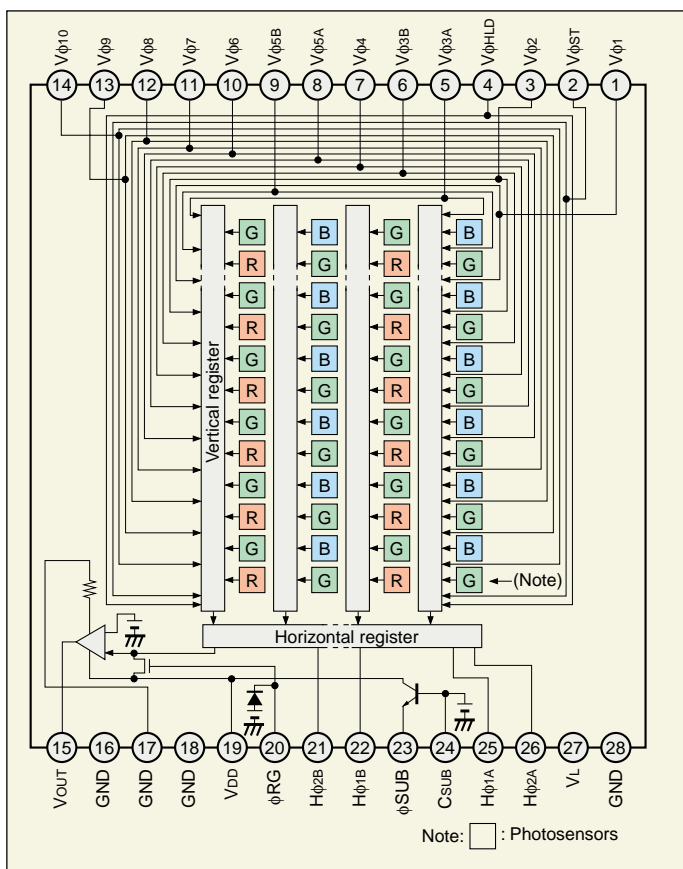 Vφ10 Vφ9 Vφ8 Vφ7 Vφ6 Vφ5B Vφ5A Vφ4 Vφ3B Vφ3A VφHLD Vφ2 VφST Vφ1
14 13 12 11 10 9 8 7 6 5 4 3 2 1
G B G B
R G R G
G B G B
R G R G
G B G B
R G R G
G B G B
R G R G
G B G B
R G R G
G B G B
R G R G (Note)
Vertical register
Horizontal register
15 16 17 18 19 20 21 22 23 24 25 26 27 28
VOUT GND GND GND VDD φRG Hφ2B Hφ1B φSUB CSUB Hφ1A Hφ2A VL GND
Note: : Photosensors